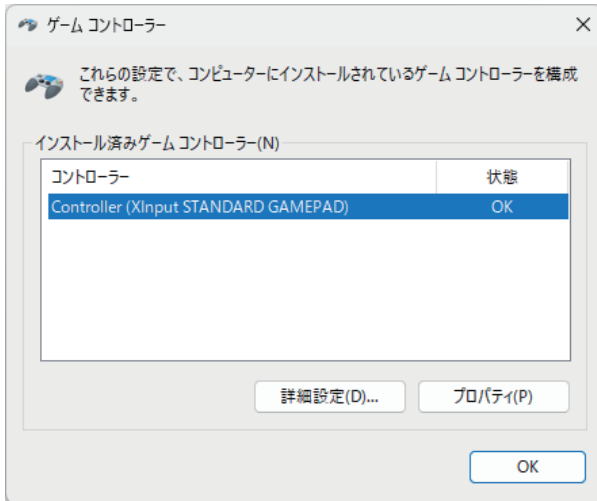 ゲーム コントローラー
これらの設定で、コンピューターにインストールされているゲーム コントローラーを構成
できます。
インストール済みゲーム コントローラー(N)
コントローラー 状態
Controller (XInput STANDARD GAMEPAD) OK
詳細設定(D)... プロパティ(P)
OK